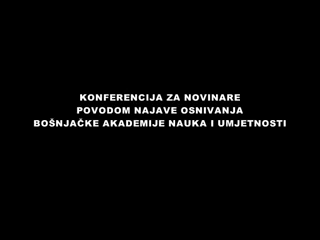 KONFERENCIJA ZA NOVINARE
POVODOM NAJAVE OSNIVANJA
BOŠNJAČKE AKADEMIJE NAUKA I UMJETNOSTI